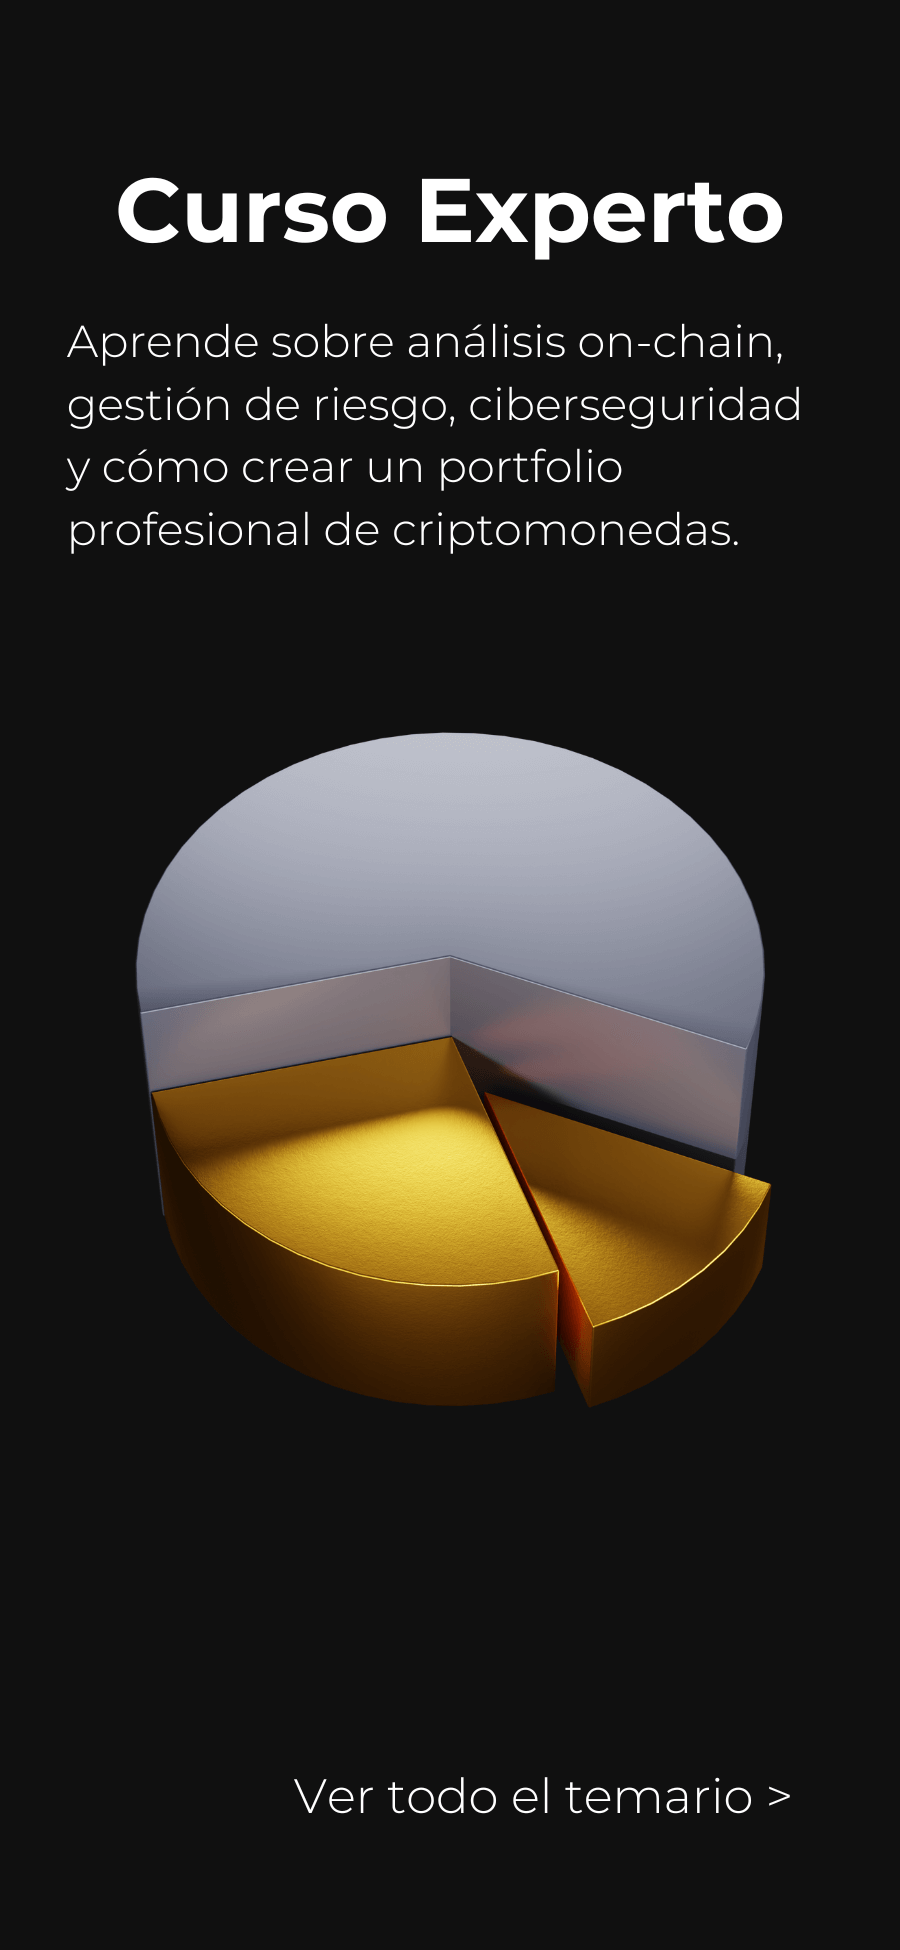 Curso Experto
Aprende sobre análisis on-chain,
gestión de riesgo, ciberseguridad
y cómo crear un portfolio
profesional de criptomonedas.
Ver todo el temario >